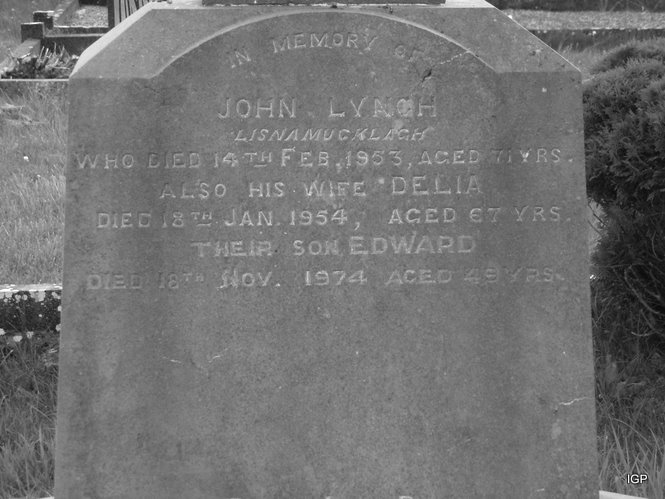 IN MEMORY OF
JOHN LYNCH
LISNAMUCKLAGH
WHO DIED 14TH FEB. 1953, AGED 71 YRS.
ALSO HIS WIFE DELIA
DIED 18TH JAN. 1954, AGED 67 YRS.
THEIR SON EDWARD
DIED 18TH NOV. 1974 AGED 49 YRS.
IGP